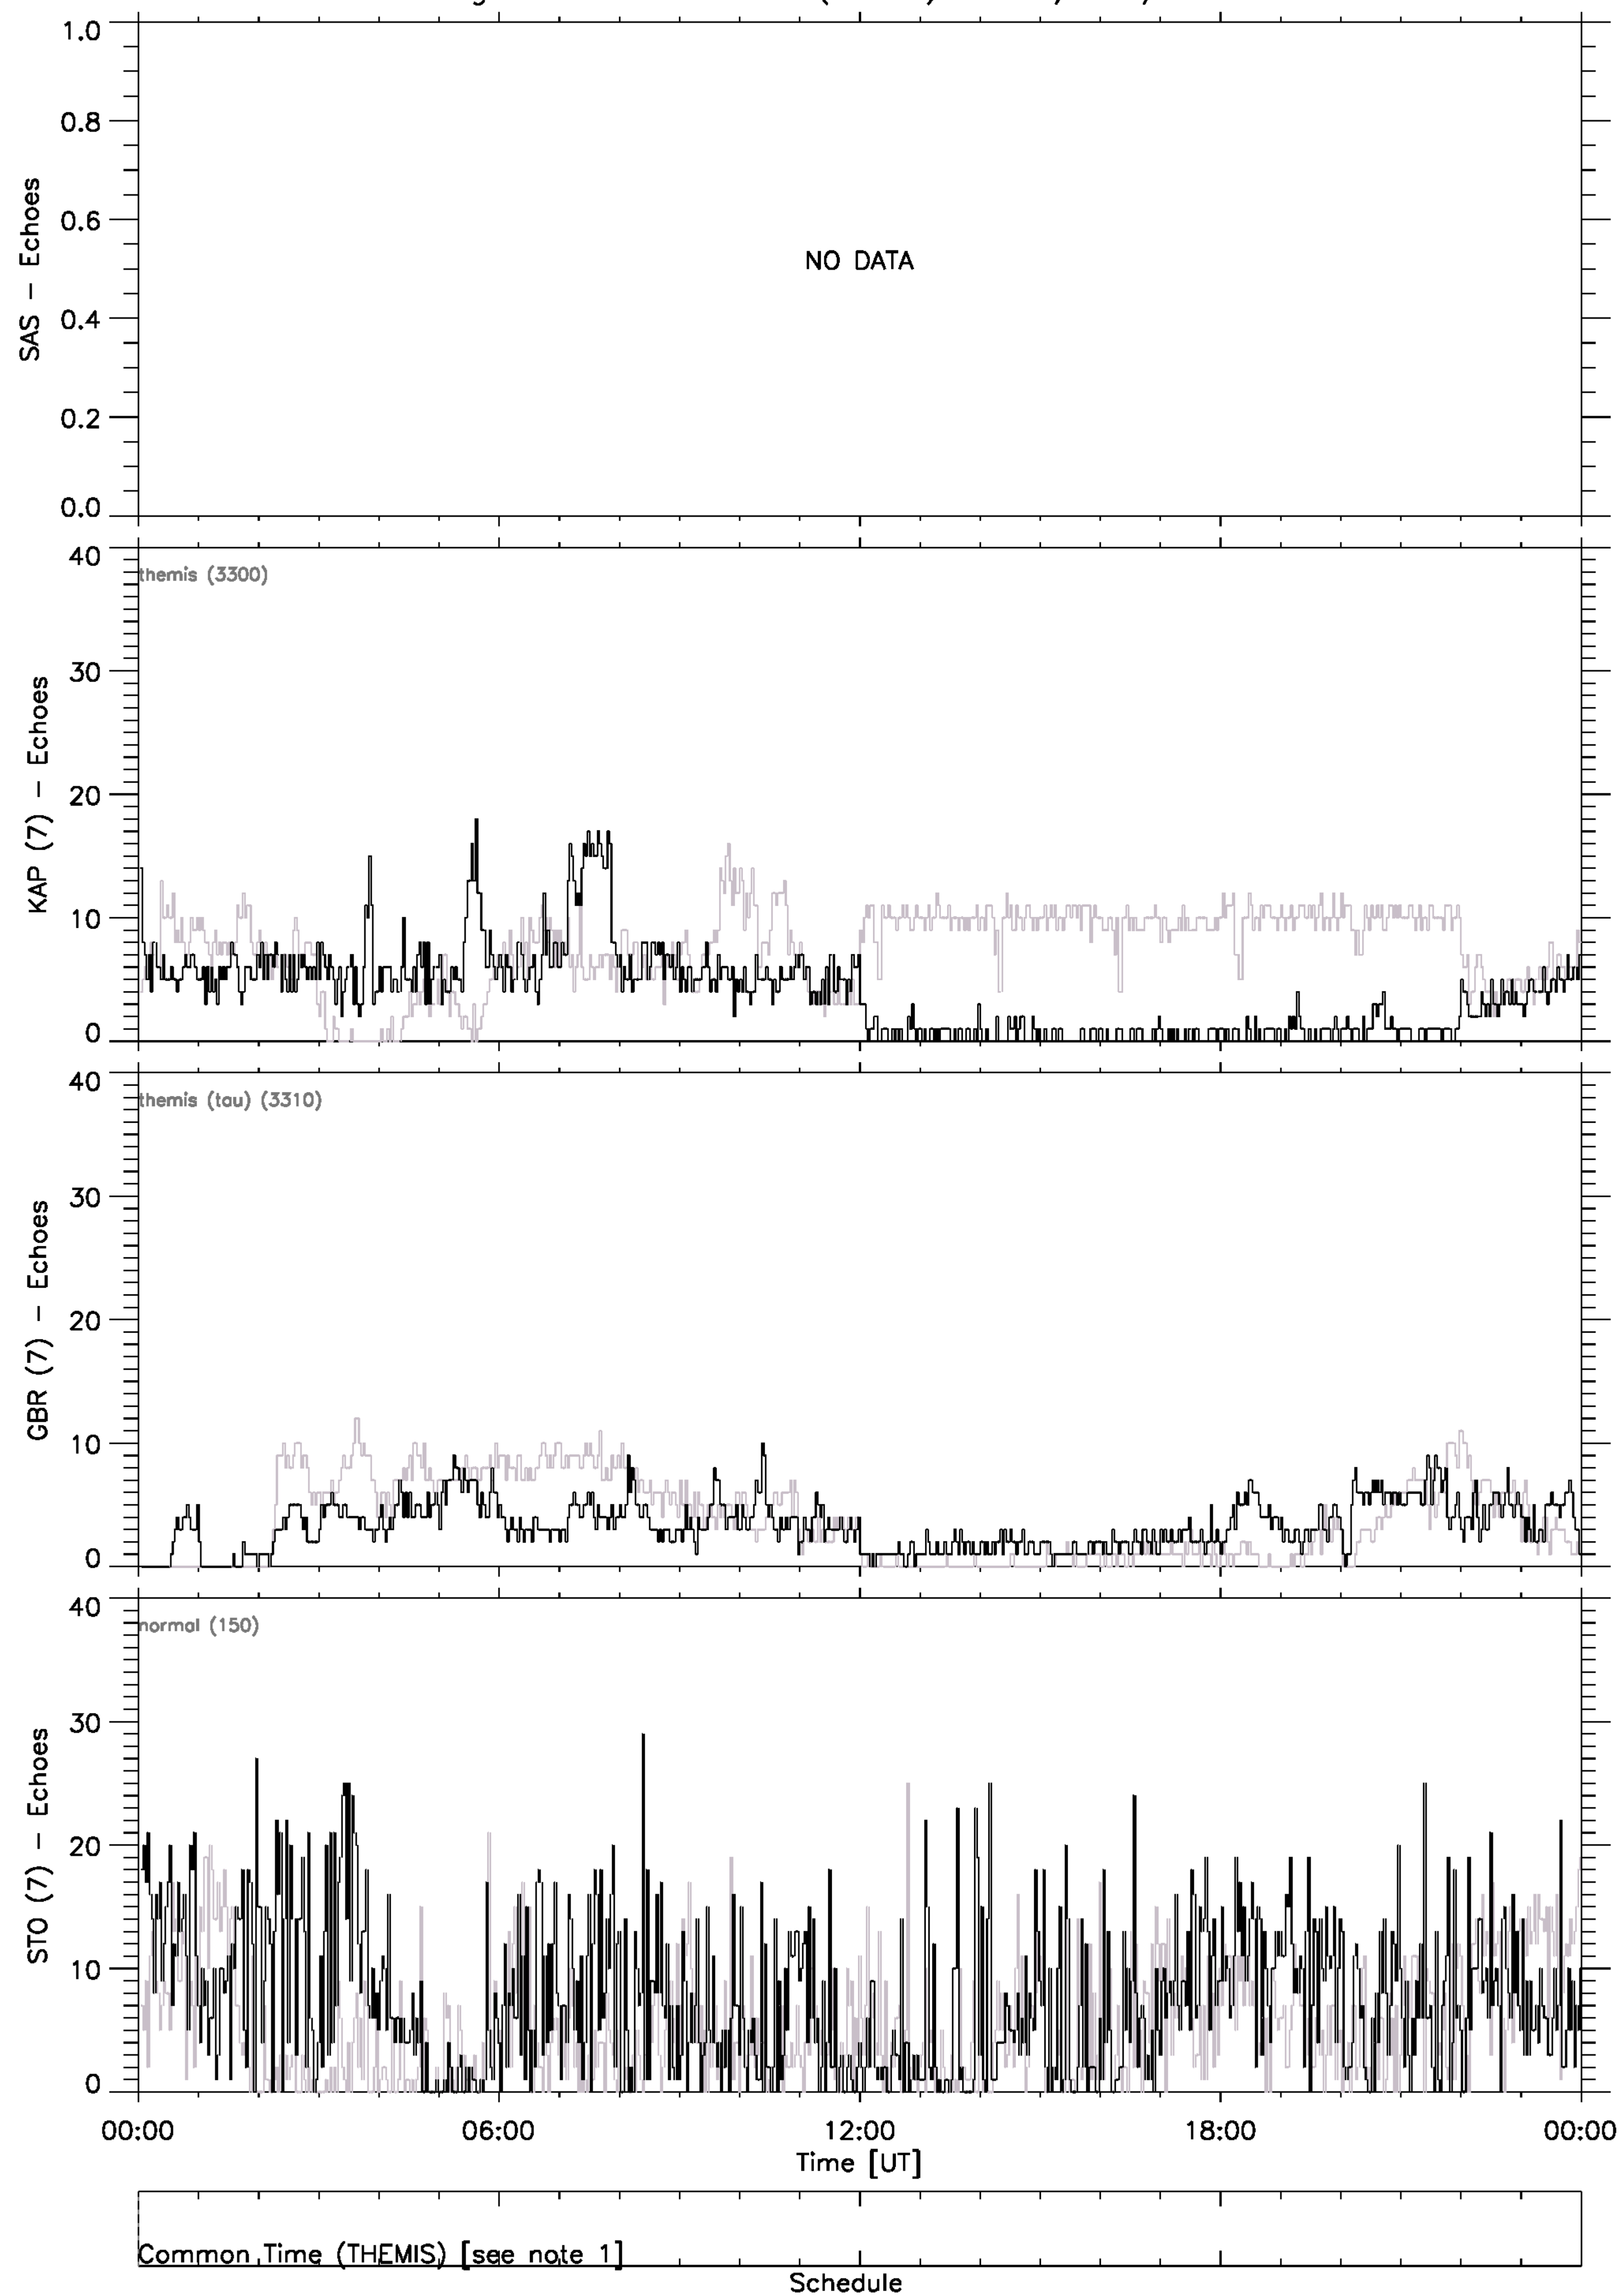 1.0
0.8
0.6
0.4
0.2
0.0
SAS - Echoes
NO DATA
40
30
20
10
0
KAP (7) - Echoes
themis (3300)
40
30
20
10
0
GBR (7) - Echoes
themis (tau) (3310)
40
30
20
10
0
STO (7) - Echoes
normal (150)
00:00 06:00 12:00 18:00 00:00
Time [UT]
Common Time (THEMIS) [see note 1]
Schedule